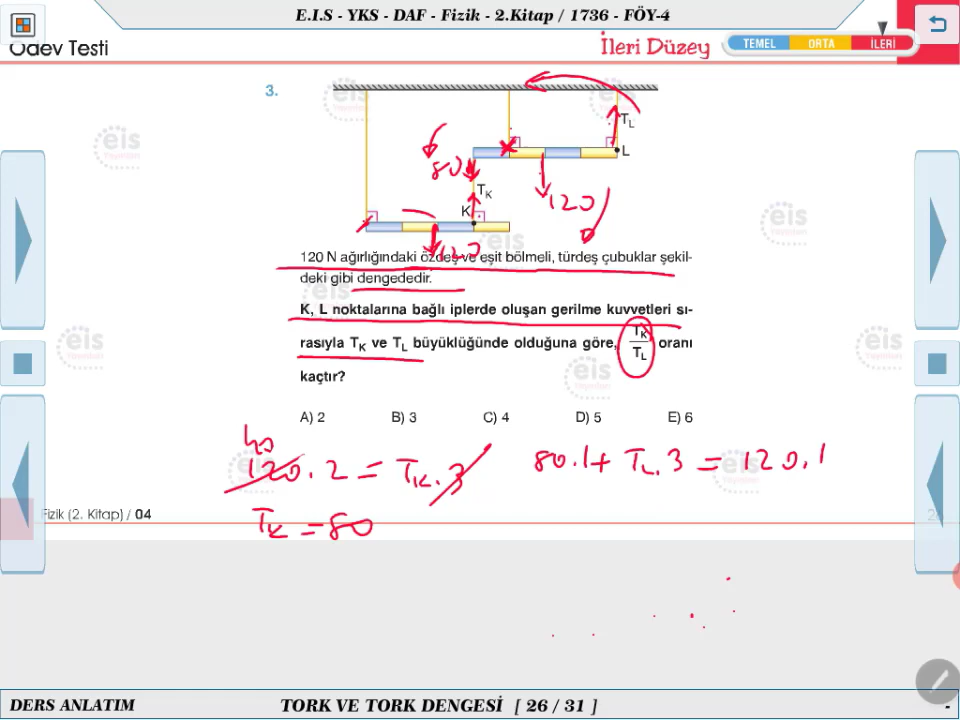 E.I.S - YKS - DAF - Fizik - 2.Kitap / 1736 - FÖY-4
Ödev Testi
İleri Düzey
TEMEL ORTA İLERİ
3.
eis
Yayınları
T_L
L
80
T_K
K
120
120
120 N ağırlığındaki özdeş ve eşit bölmeli, türdeş çubuklar şekil-
deki gibi dengededir.
K, L noktalarına bağlı iplerde oluşan gerilme kuvvetleri sı-
rasıyla T_K ve T_L büyüklüğünde olduğuna göre, T_K / T_L oranı
kaçtır?
A) 2 B) 3 C) 4 D) 5 E) 6
40
120.2 = T_K.3
80.1 + T_L.3 = 120.1
T_K = 80
Fizik (2. Kitap) / 04
DERS ANLATIM
TORK VE TORK DENGESİ [ 26 / 31 ]